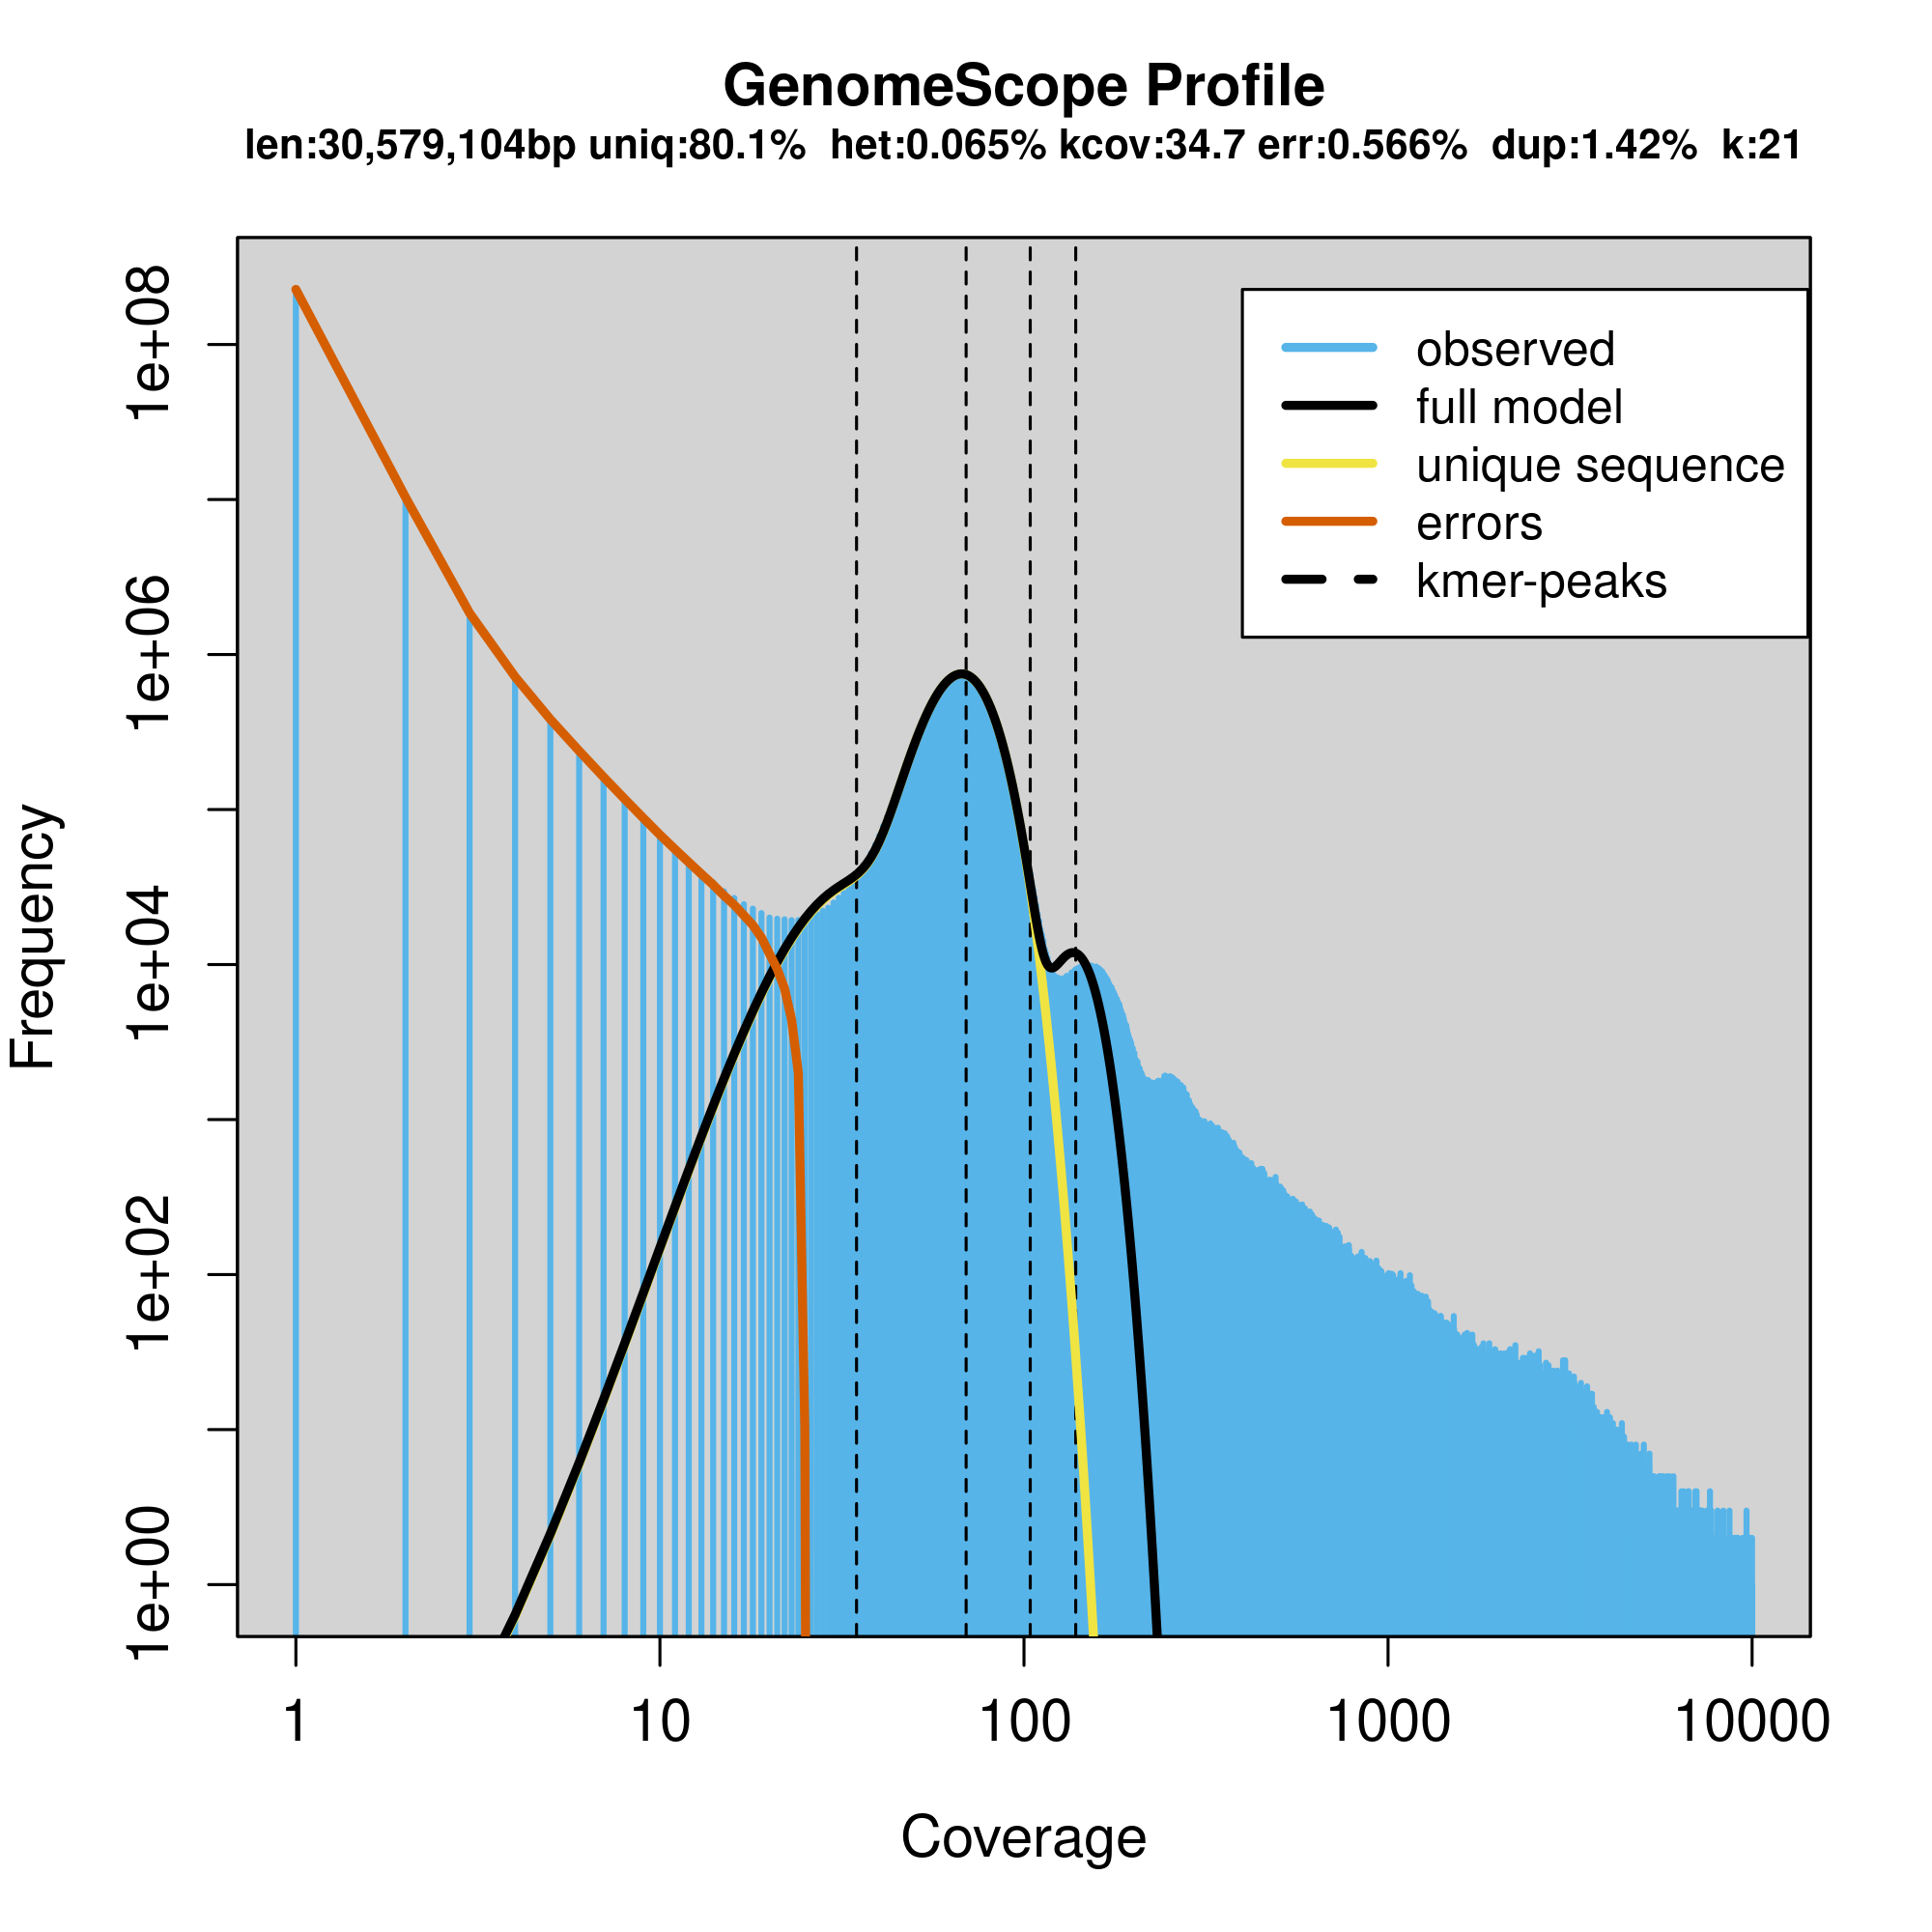 GenomeScope Profile
len:30,579,104bp uniq:80.1%  het:0.065% kcov:34.7 err:0.566%  dup:1.42%  k:21
observed
full model
unique sequence
errors
kmer-peaks
Frequency
1e+08
1e+06
1e+04
1e+02
1e+00
1 10 100 1000 10000
Coverage